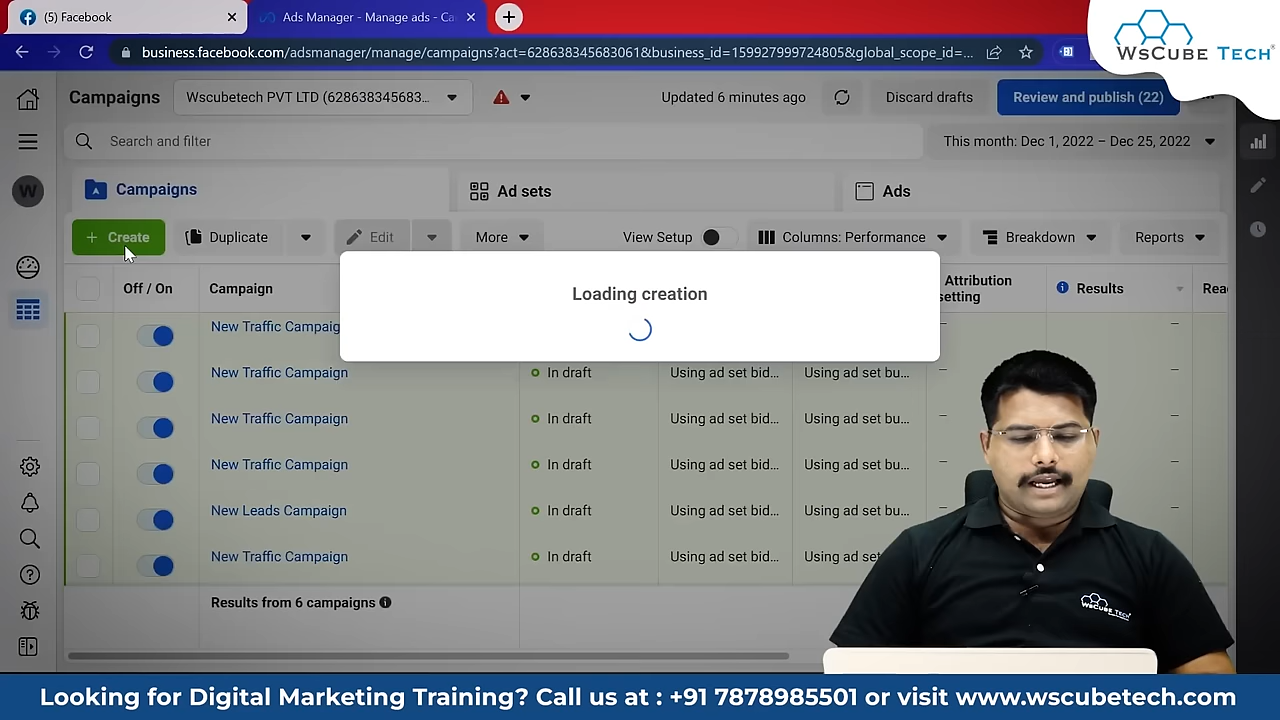 (5) Facebook
Ads Manager - Manage ads - Ca
WsCube Tech
business.facebook.com/adsmanager/manage/campaigns?act=628638345683061&business_id=159927999724805&global_scope_id=...
Campaigns
Wscubetech PVT LTD (628638345683...
Updated 6 minutes ago
Discard drafts
Review and publish (22)
Search and filter
This month: Dec 1, 2022 – Dec 25, 2022
W
Campaigns
Ad sets
Ads
+ Create
Duplicate
Edit
More
View Setup
Columns: Performance
Breakdown
Reports
Off / On
Campaign
Attribution
setting
Results
Read
Loading creation
New Traffic Campaig
New Traffic Campaign
In draft
Using ad set bid...
Using ad set bu...
New Traffic Campaign
In draft
Using ad set bid...
Using ad set bu...
New Traffic Campaign
In draft
Using ad set bid...
Using ad set bu...
New Leads Campaign
In draft
Using ad set bid...
Using ad set bu...
New Traffic Campaign
In draft
Using ad set bid...
Using ad set
Results from 6 campaigns
WsCube Tech
Looking for Digital Marketing Training? Call us at : +91 7878985501 or visit www.wscubetech.com